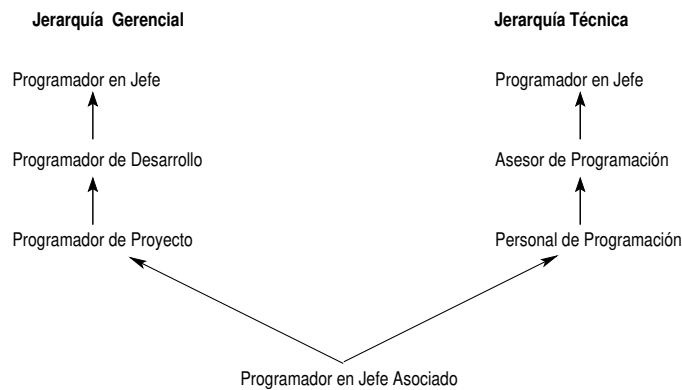 Jerarquía Gerencial
Jerarquía Técnica
Programador en Jefe
Programador en Jefe
Programador de Desarrollo
Asesor de Programación
Programador de Proyecto
Personal de Programación
Programador en Jefe Asociado